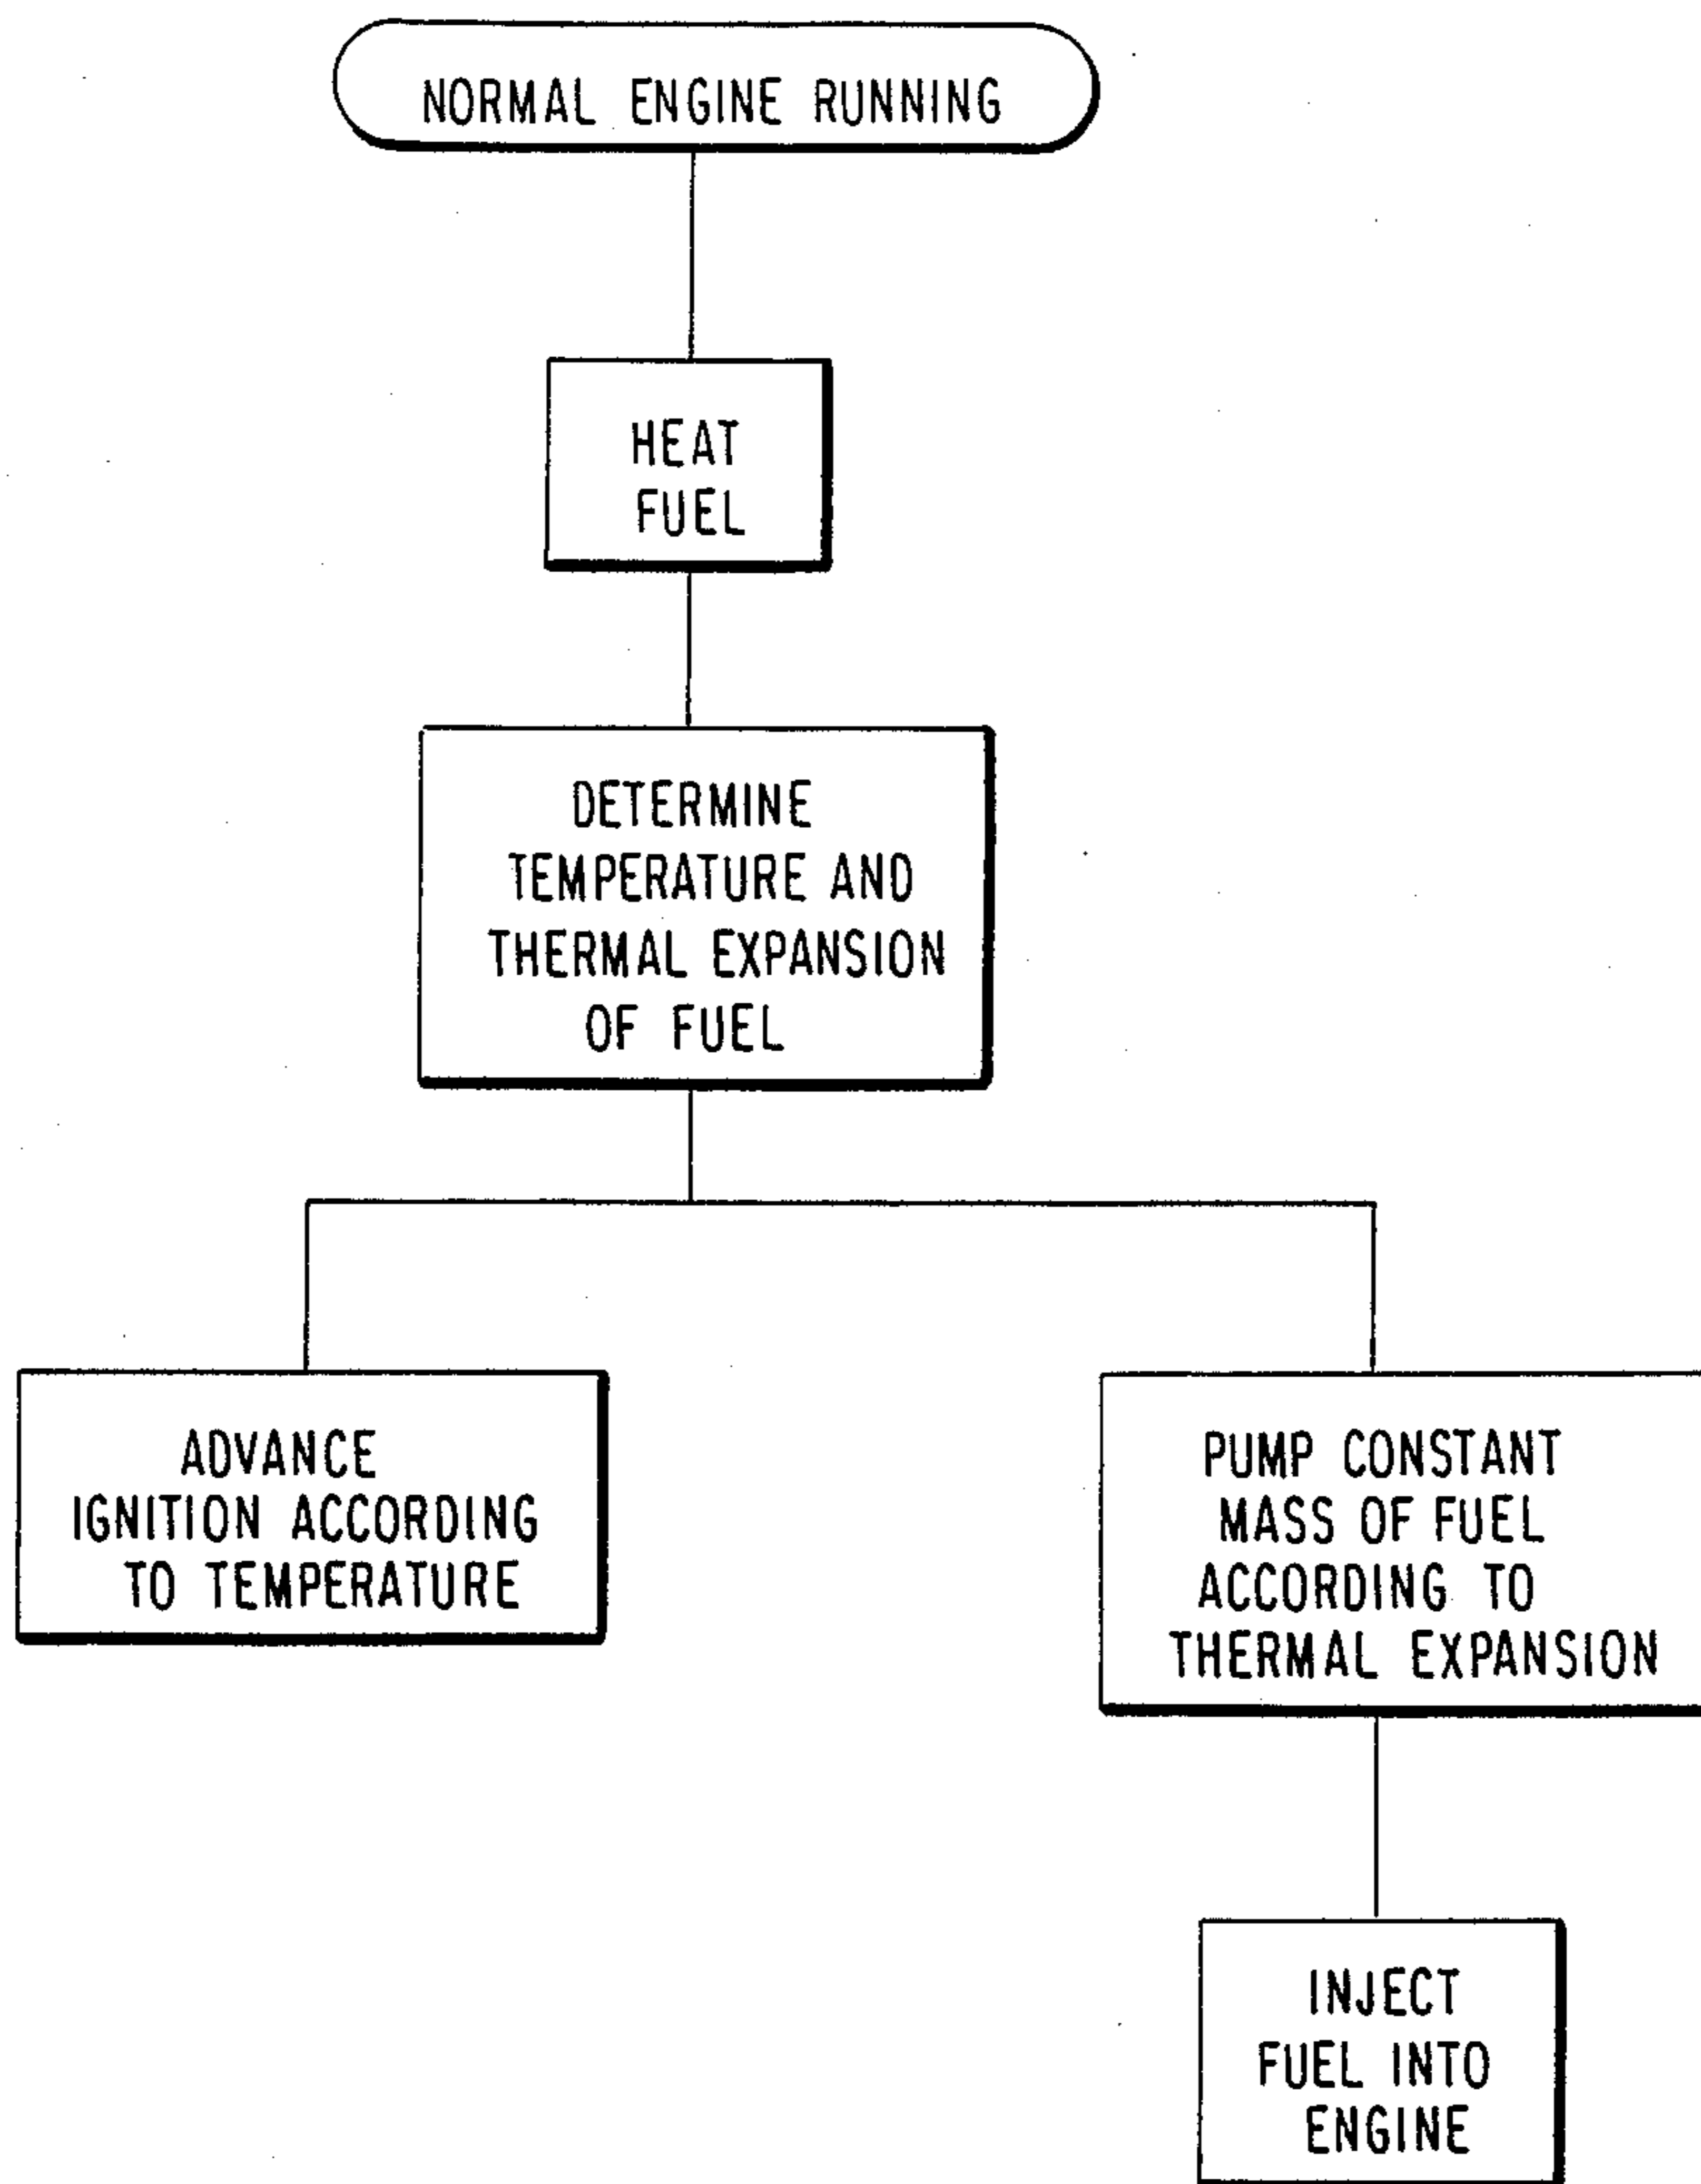 NORMAL ENGINE RUNNING
HEAT
FUEL
DETERMINE
TEMPERATURE AND
THERMAL EXPANSION
OF FUEL
ADVANCE
IGNITION ACCORDING
TO TEMPERATURE
PUMP CONSTANT
MASS OF FUEL
ACCORDING TO
THERMAL EXPANSION
INJECT
FUEL INTO
ENGINE